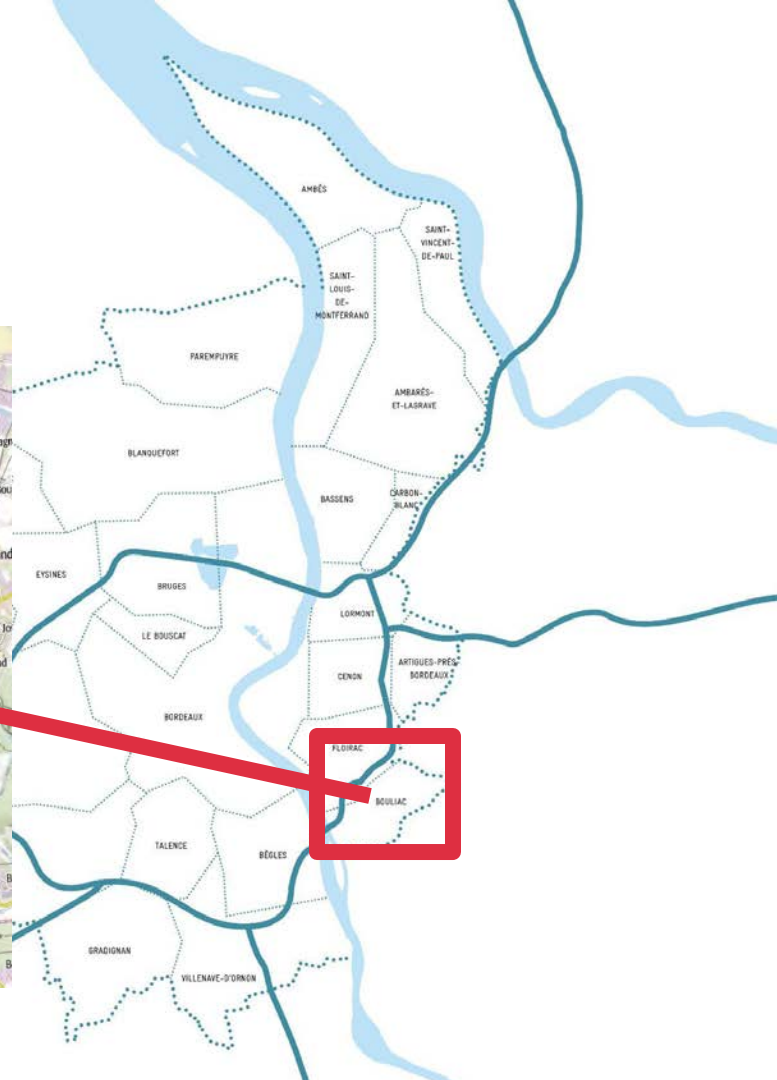 AMBÈS
SAINT-
VINCENT-
DE-PAUL
SAINT-
LOUIS-
DE-
MONTFERRAND
PAREMPUYRE
AMBARÈS-
ET-LAGRAVE
BLANQUEFORT
BASSENS
CARBON-
BLANC
EYSINES
BRUGES
LORMONT
LE BOUSCAT
ARTIGUES-PRÈS
BORDEAUX
CENON
BORDEAUX
FLOIRAC
BOULIAC
TALENCE
BÈGLES
GRADIGNAN
VILLENAVE-D'ORNON